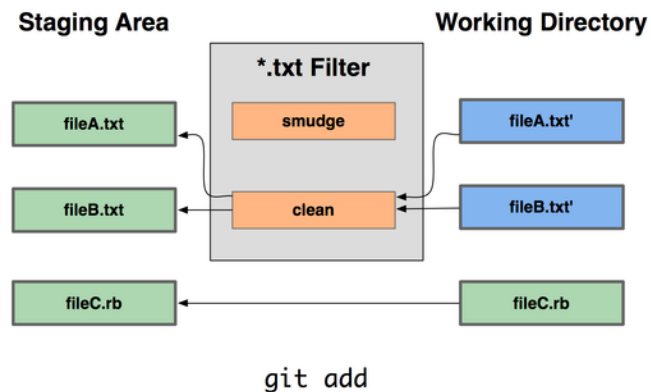 Staging Area
Working Directory
*.txt Filter
fileA.txt
smudge
fileA.txt'
fileB.txt
clean
fileB.txt'
fileC.rb
fileC.rb
git add